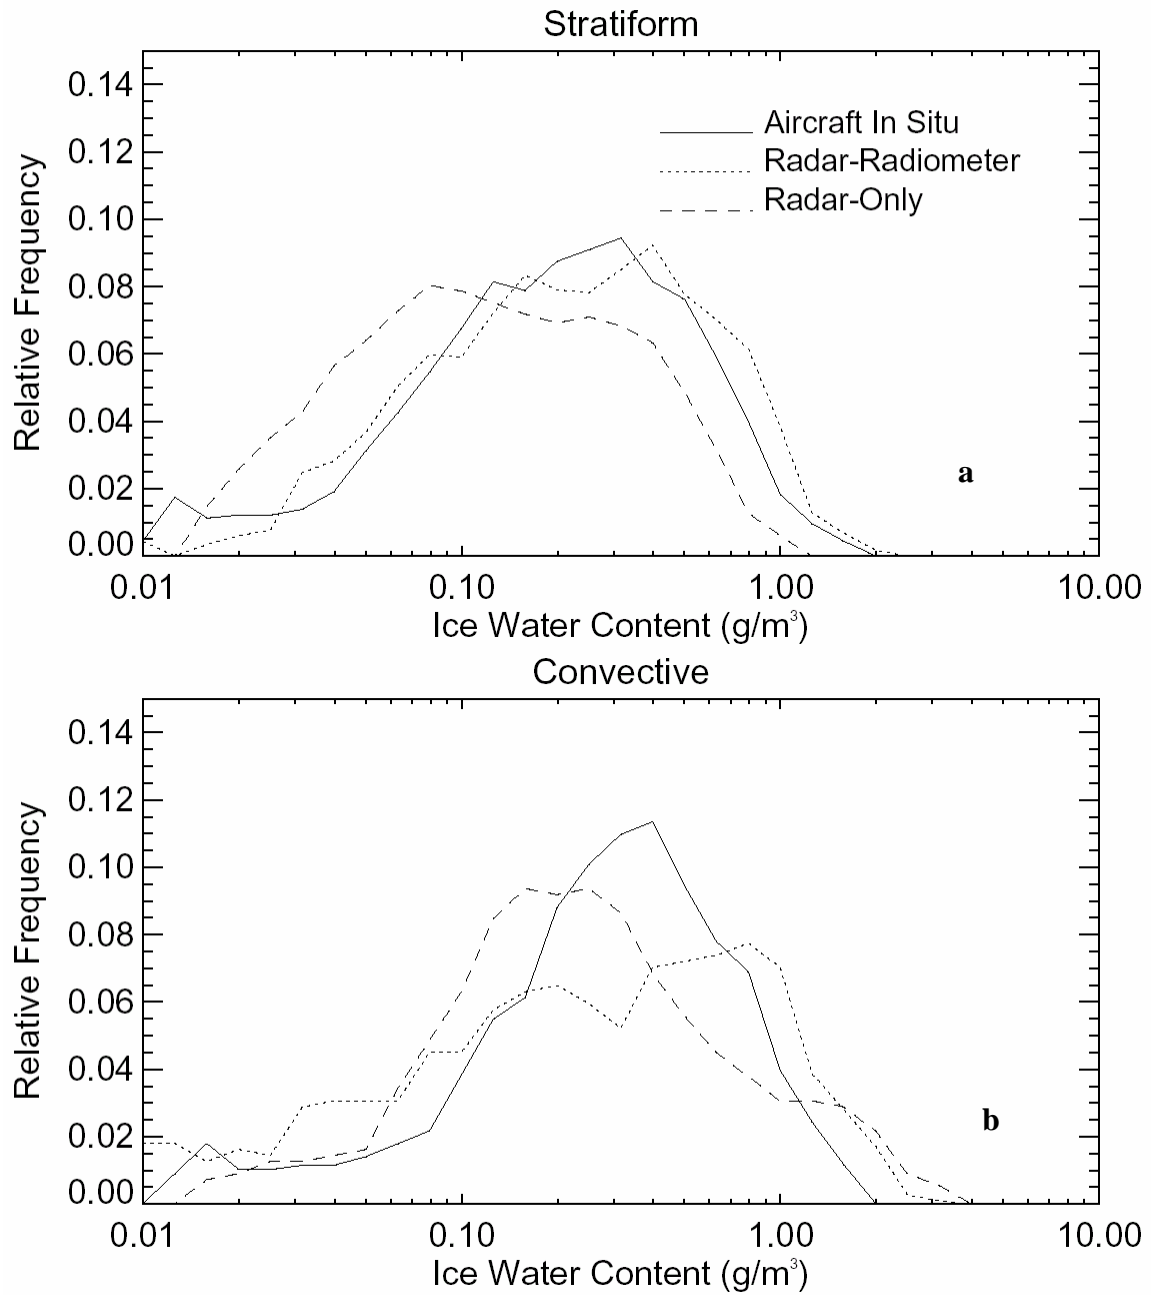 Stratiform
0.14
0.12
0.10
0.08
0.06
0.04
0.02
0.00
Relative Frequency
Aircraft In Situ
Radar-Radiometer
Radar-Only
a
0.01 0.10 1.00 10.00
Ice Water Content (g/m³)
Convective
0.14
0.12
0.10
0.08
0.06
0.04
0.02
0.00
Relative Frequency
b
0.01 0.10 1.00 10.00
Ice Water Content (g/m³)